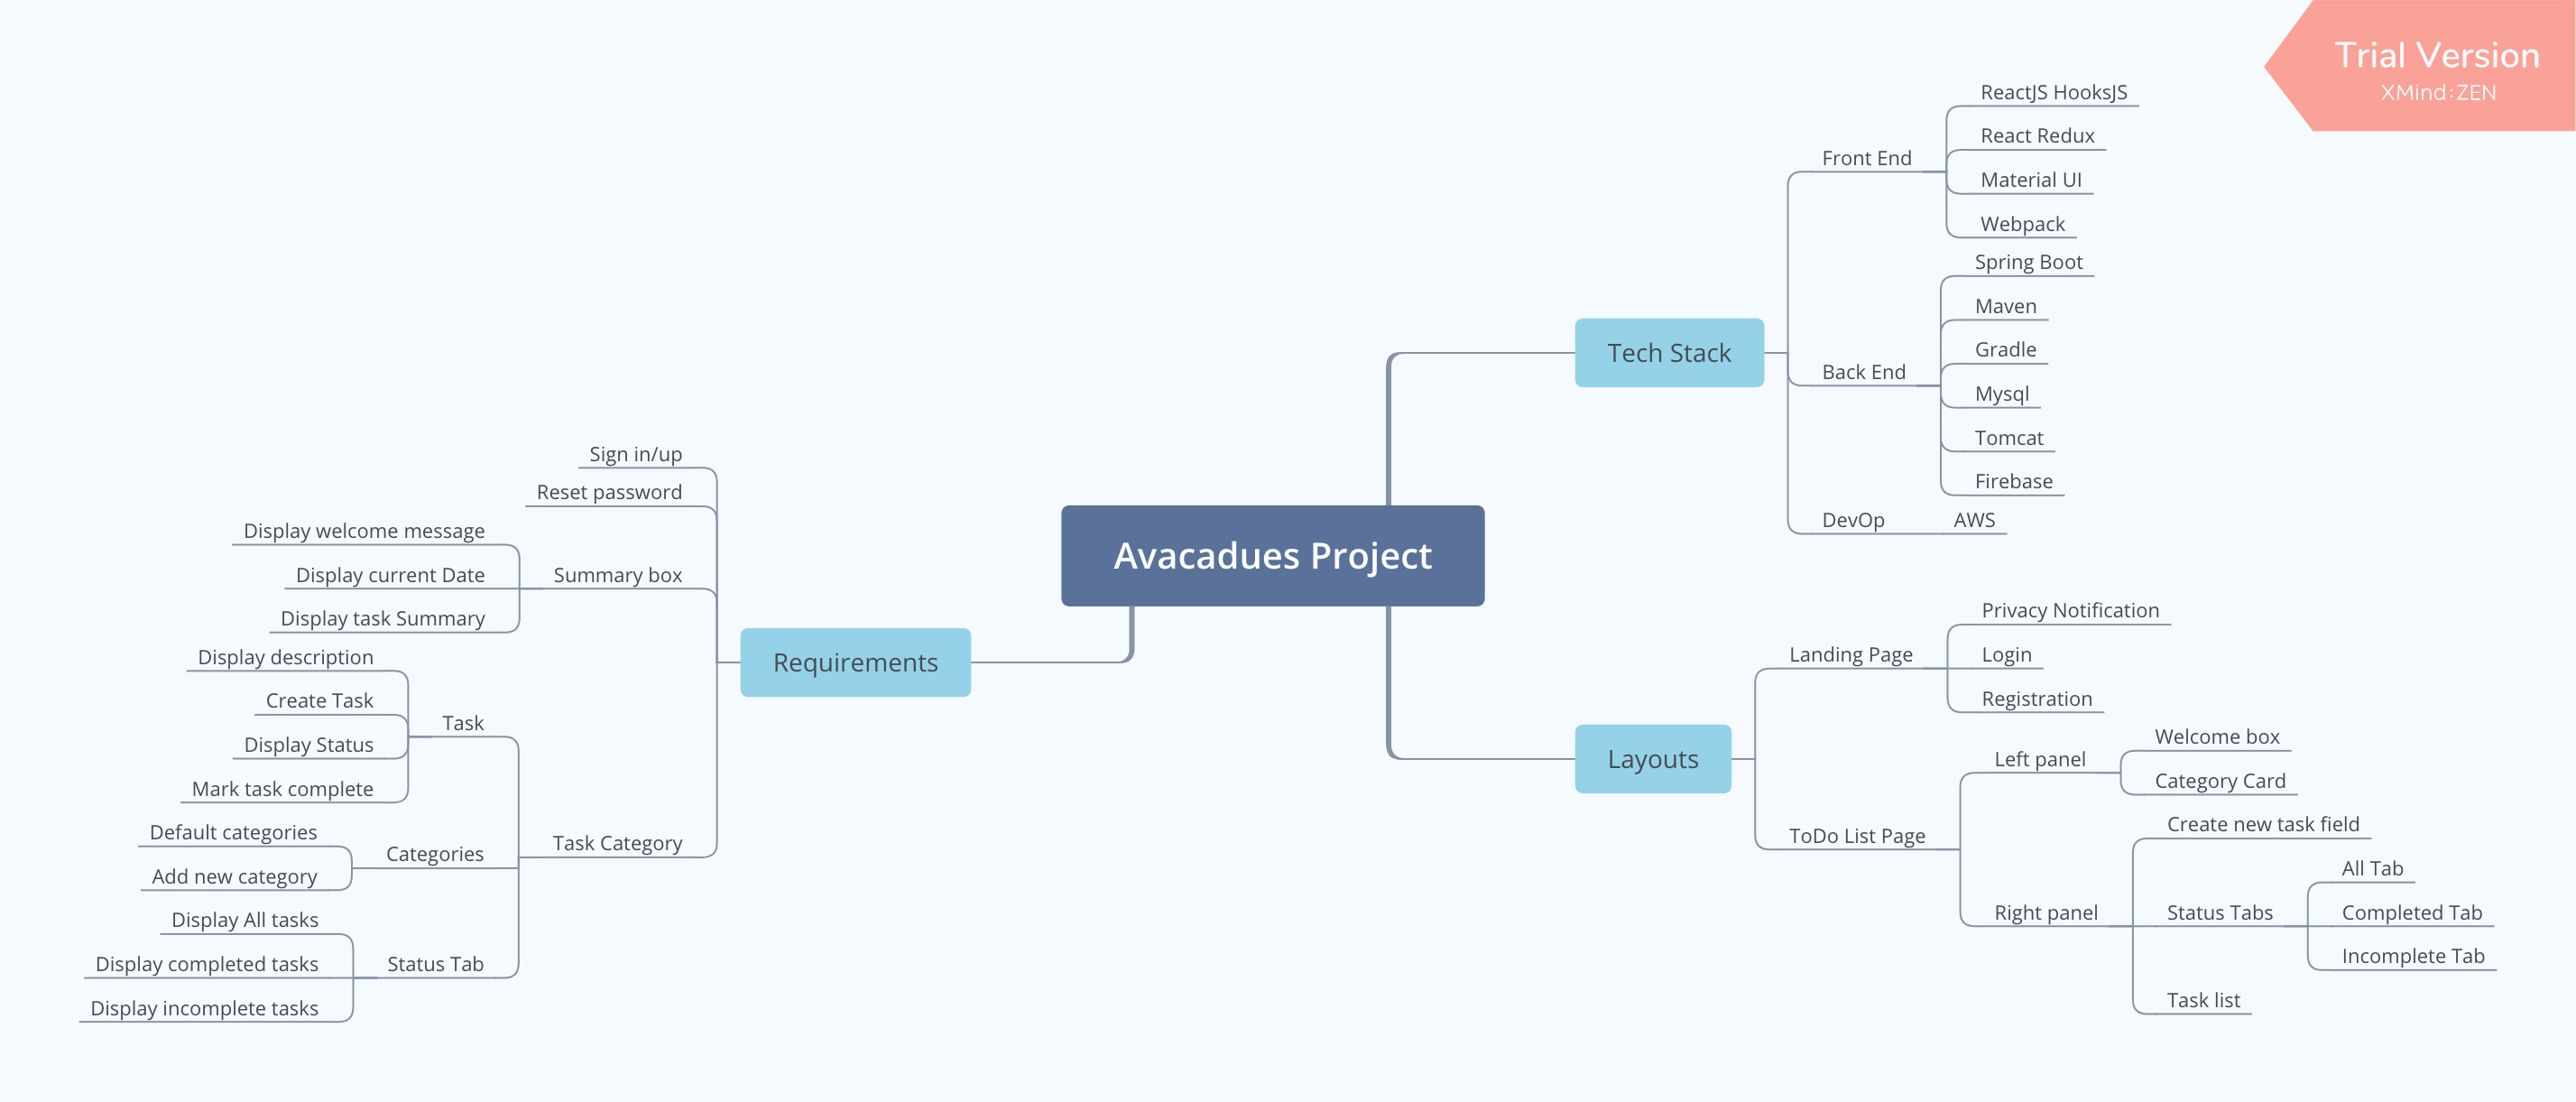 Trial Version
XMind:ZEN
Avacadues Project
Tech Stack
Front End
ReactJS HooksJS
React Redux
Material UI
Webpack
Back End
Spring Boot
Maven
Gradle
Mysql
Tomcat
Firebase
DevOp
AWS
Layouts
Landing Page
Privacy Notification
Login
Registration
ToDo List Page
Left panel
Welcome box
Category Card
Right panel
Create new task field
Status Tabs
All Tab
Completed Tab
Incomplete Tab
Task list
Requirements
Sign in/up
Reset password
Summary box
Display welcome message
Display current Date
Display task Summary
Task Category
Task
Display description
Create Task
Display Status
Mark task complete
Categories
Default categories
Add new category
Status Tab
Display All tasks
Display completed tasks
Display incomplete tasks